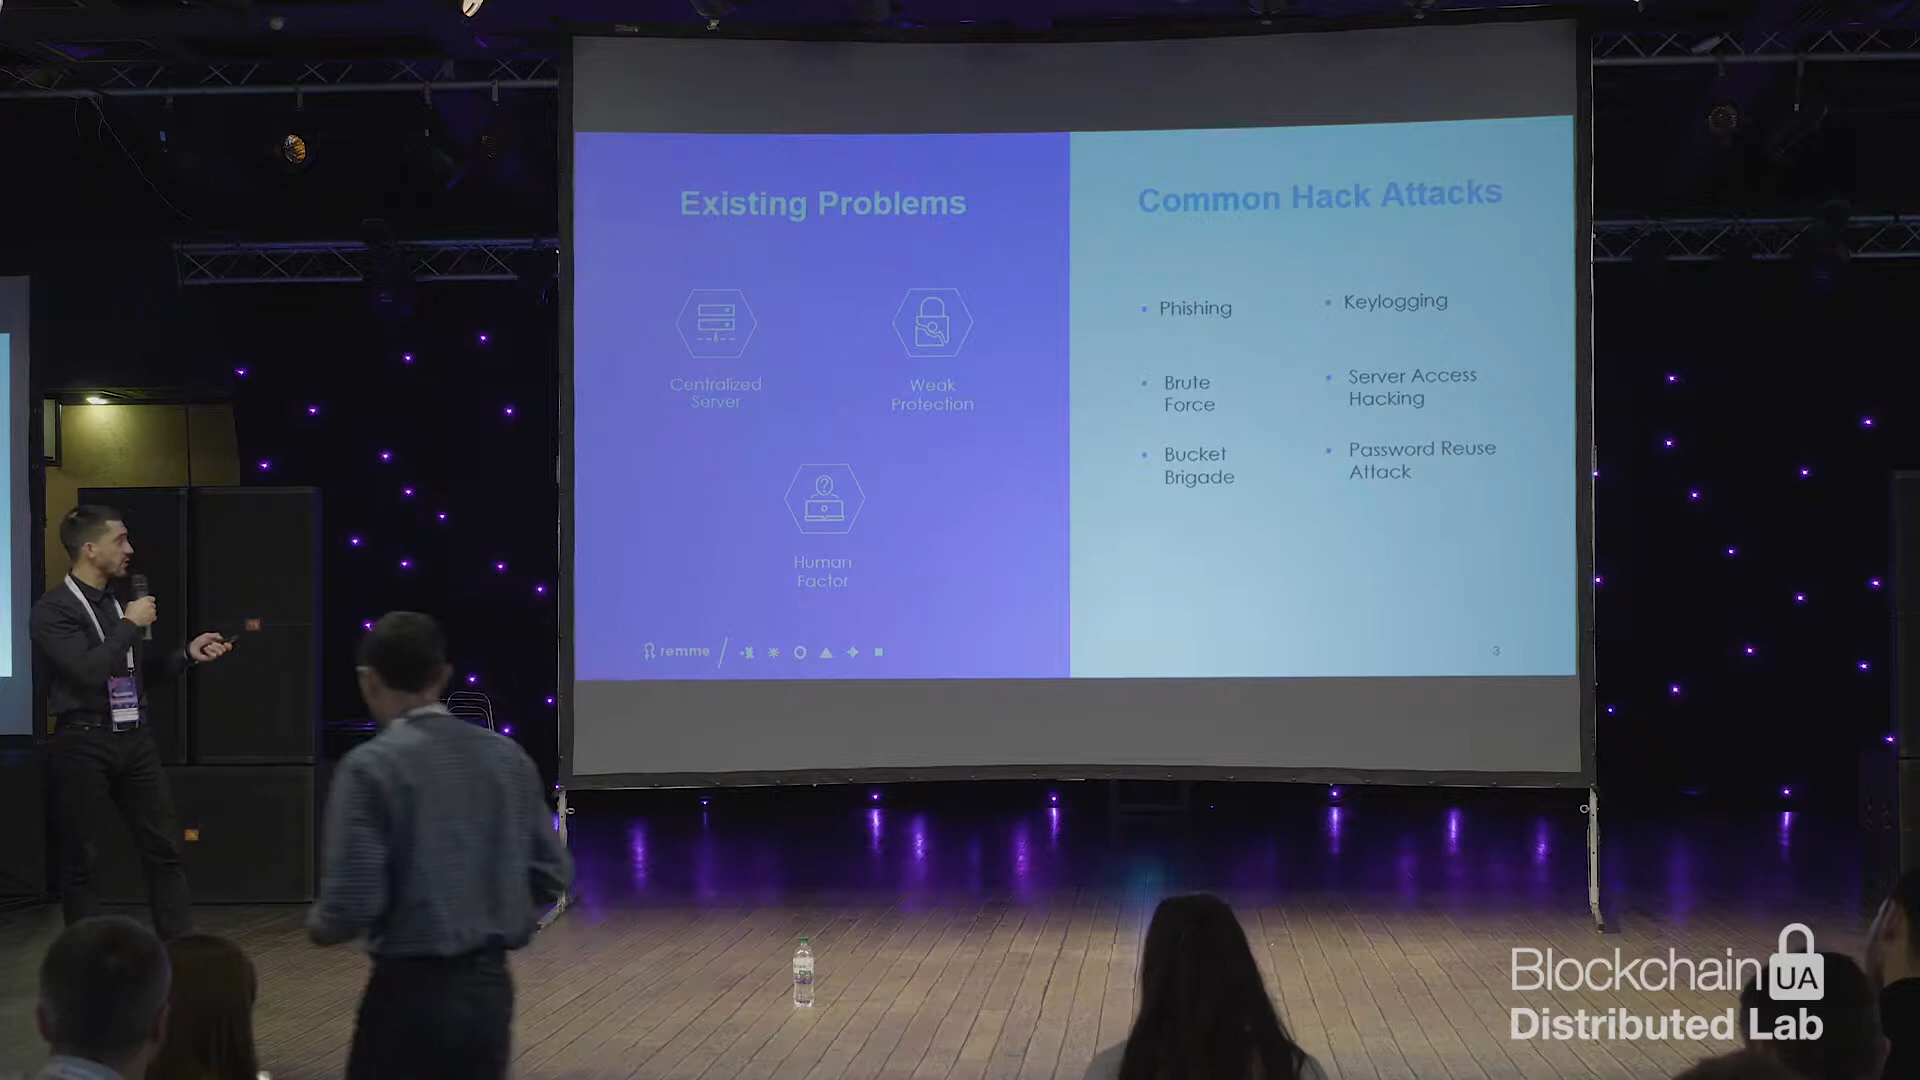 Existing Problems
Centralized
Server
Weak
Protection
Human
Factor
remme
Common Hack Attacks
Phishing
Keylogging
Brute
Force
Server Access
Hacking
Bucket
Brigade
Password Reuse
Attack
3
Blockchain UA
Distributed Lab